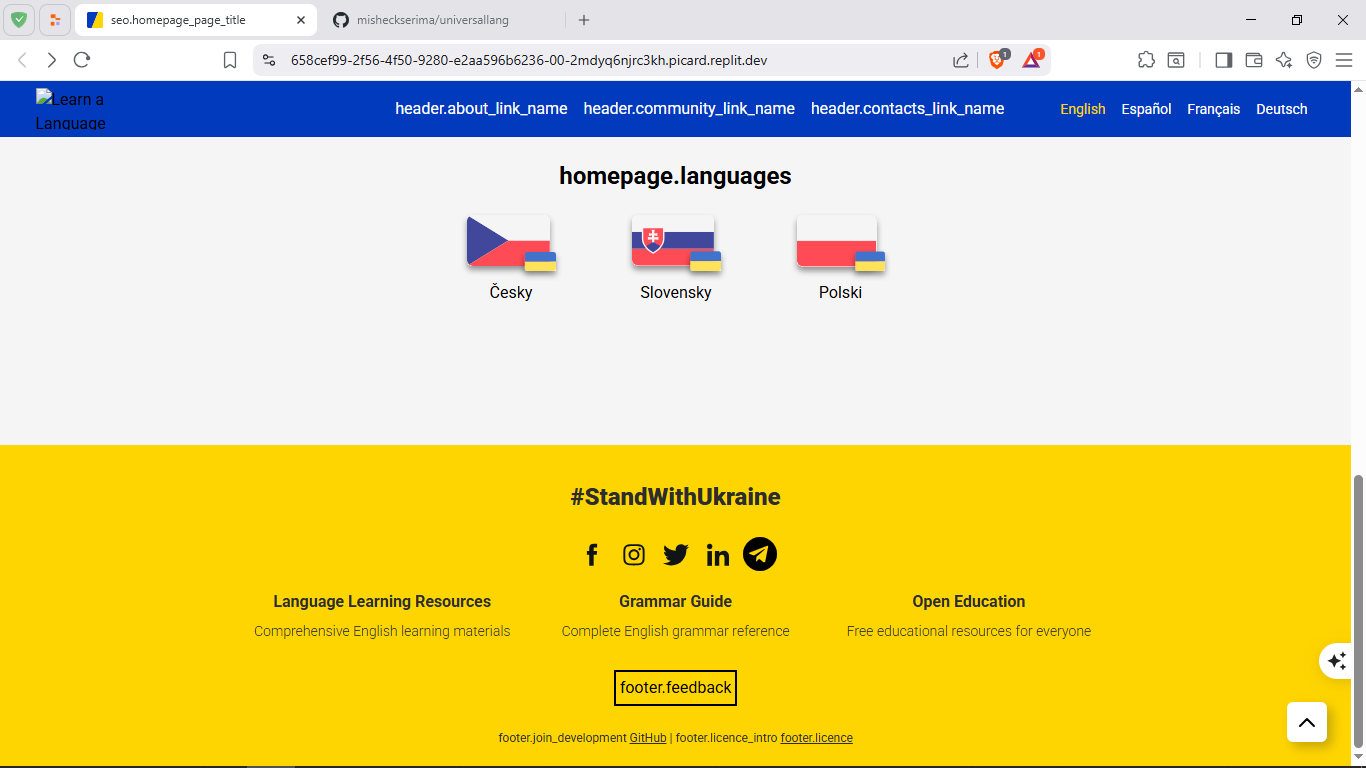 seo.homepage_page_title
misheckserima/universallang
658cef99-2f56-4f50-9280-e2aa596b6236-00-2mdyq6njrc3kh.picard.replit.dev
1
1
Learn a
Language
header.about_link_name header.community_link_name header.contacts_link_name English Español Français Deutsch
homepage.languages
Česky Slovensky Polski
#StandWithUkraine
Language Learning Resources Grammar Guide Open Education
Comprehensive English learning materials Complete English grammar reference Free educational resources for everyone
footer.feedback
footer.join_development GitHub | footer.licence_intro footer.licence